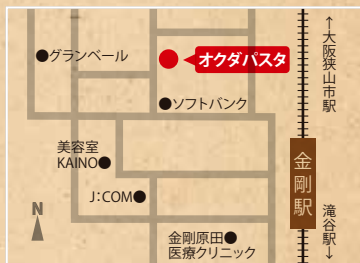 ●グランベール
オクダパスタ
●ソフトバンク
美容室
KAINO●
J:COM●
金剛原田●
医療クリニック
↑大阪狭山市駅
金剛駅
滝谷駅↓
N